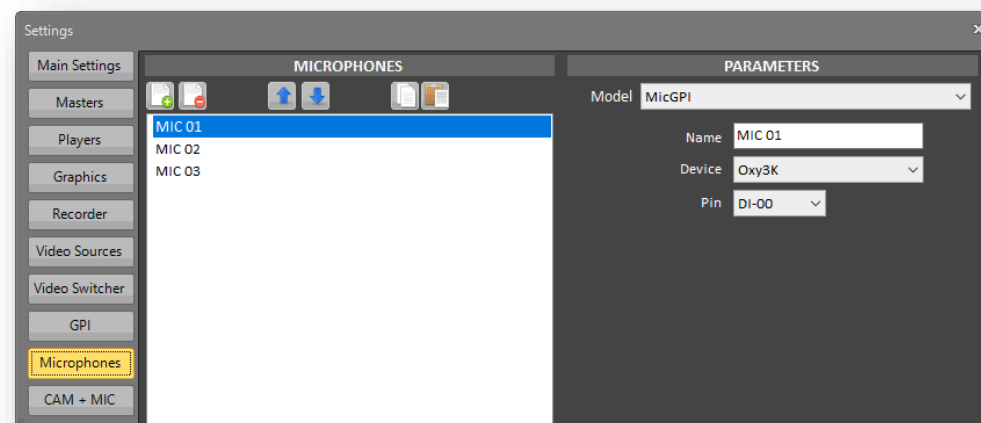 Settings
Main Settings
Masters
Players
Graphics
Recorder
Video Sources
Video Switcher
GPI
Microphones
CAM + MIC
MICROPHONES
MIC 01
MIC 02
MIC 03
PARAMETERS
Model MicGPI
Name MIC 01
Device Oxy3K
Pin DI-00